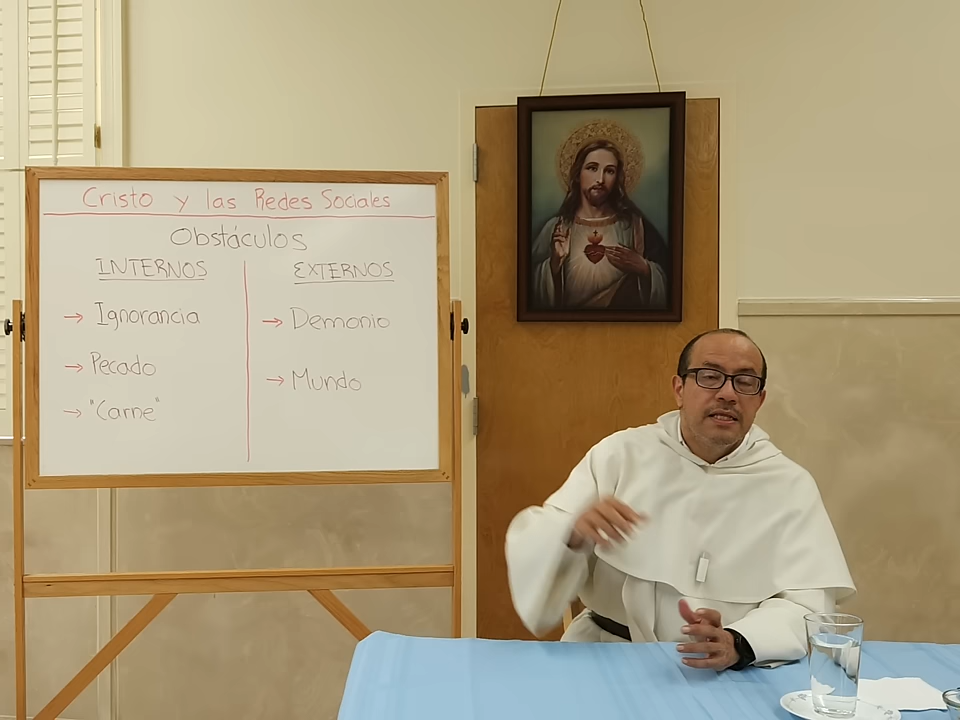 Cristo y las Redes Sociales
Obstáculos
INTERNOS
→ Ignorancia
→ Pecado
→ "Carne"
EXTERNOS
→ Demonio
→ Mundo